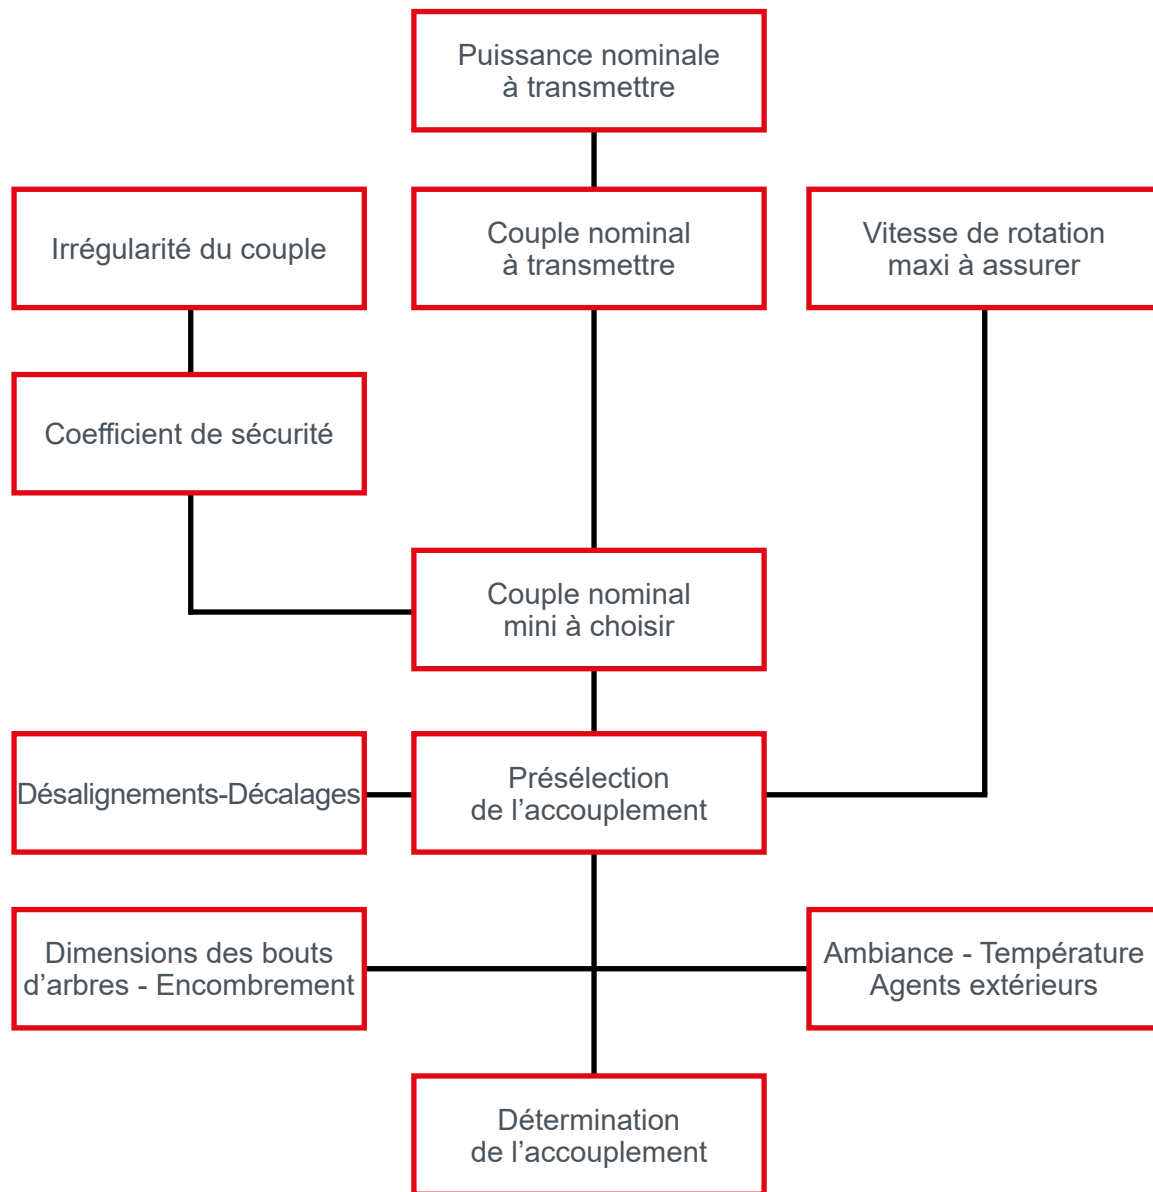 Puissance nominale
à transmettre
Irrégularité du couple
Couple nominal
à transmettre
Vitesse de rotation
maxi à assurer
Coefficient de sécurité
Couple nominal
mini à choisir
Désalignements-Décalages
Présélection
de l’accouplement
Dimensions des bouts
d’arbres - Encombrement
Ambiance - Température
Agents extérieurs
Détermination
de l’accouplement